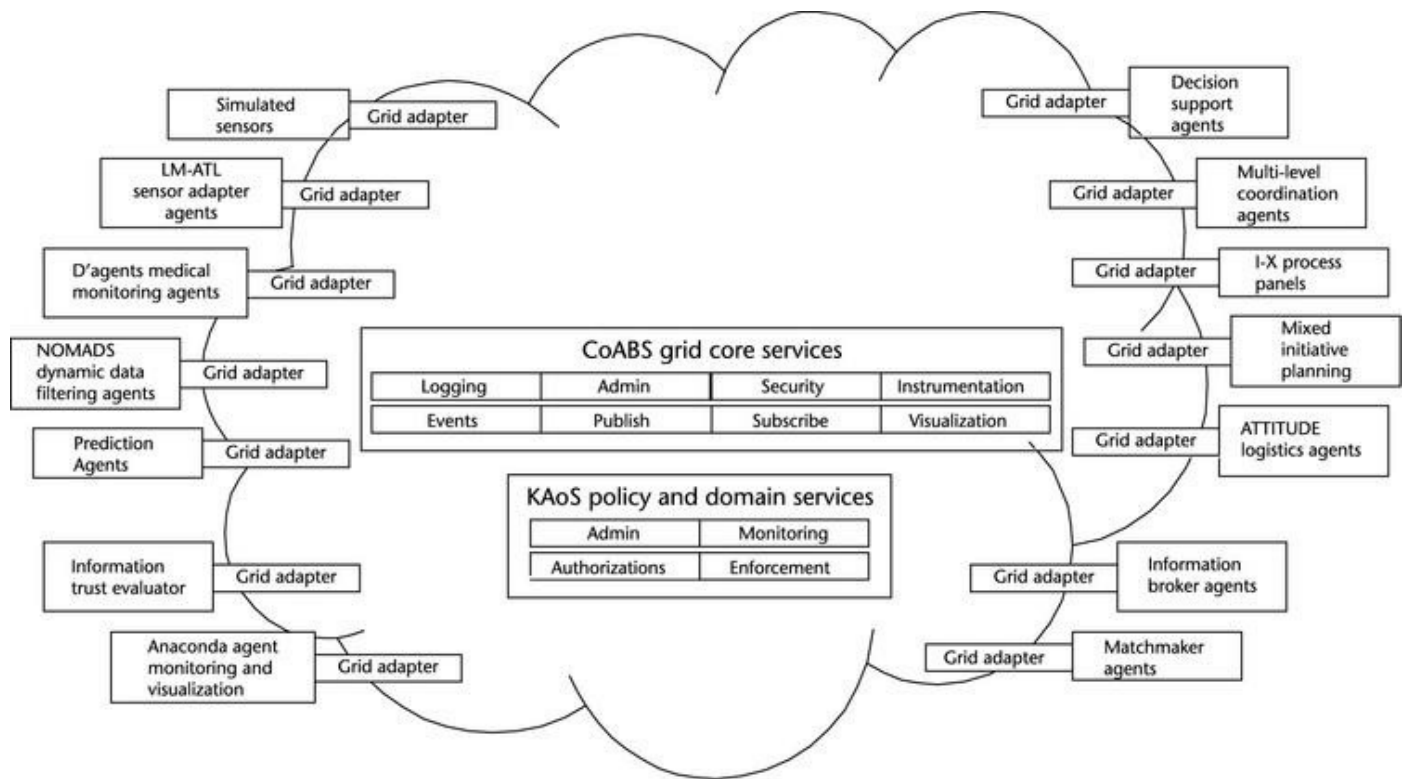 Simulated
sensors
Grid adapter
LM-ATL
sensor adapter
agents
Grid adapter
D'agents medical
monitoring agents
Grid adapter
NOMADS
dynamic data
filtering agents
Grid adapter
Prediction
Agents
Grid adapter
Information
trust evaluator
Grid adapter
Anaconda agent
monitoring and
visualization
Grid adapter
CoABS grid core services
Logging Admin Security Instrumentation
Events Publish Subscribe Visualization
KAoS policy and domain services
Admin Monitoring
Authorizations Enforcement
Grid adapter
Decision
support
agents
Grid adapter
Multi-level
coordination
agents
Grid adapter
I-X process
panels
Grid adapter
Mixed
initiative
planning
Grid adapter
ATTITUDE
logistics agents
Grid adapter
Information
broker agents
Grid adapter
Matchmaker
agents